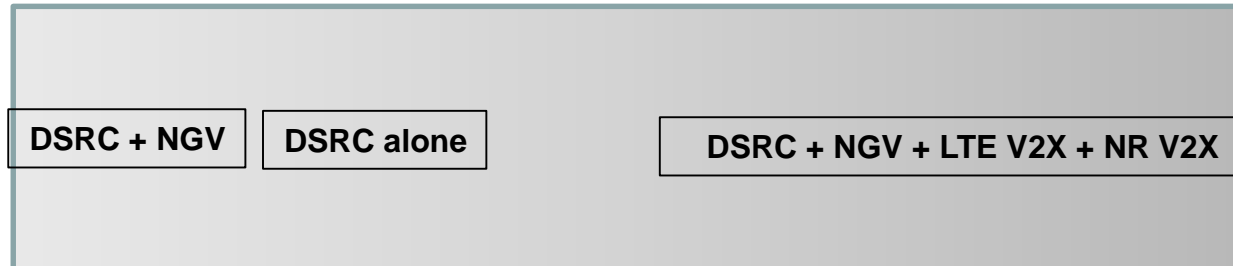 DSRC + NGV
DSRC alone
DSRC + NGV + LTE V2X + NR V2X